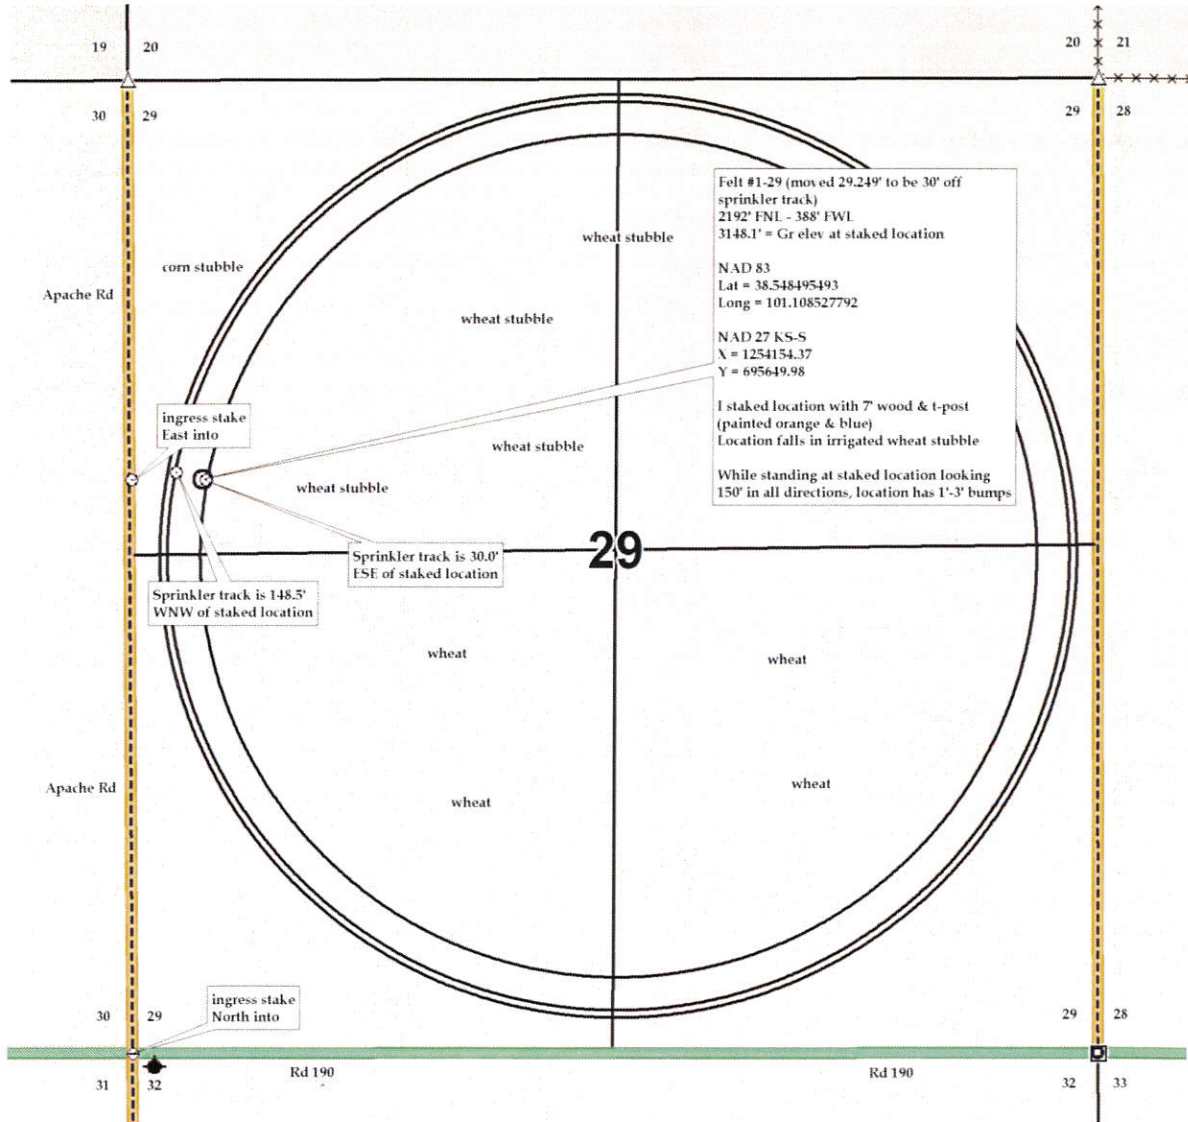 19 20
20 21
30 29
29 28
Felt #1-29 (moved 29.249' to be 30' off
sprinkler track)
2192' FNL - 388' FWL
3148.1' = Gr elev at staked location
NAD 83
Lat = 38.548495493
Long = 101.108527792
NAD 27 KS-S
X = 1254154.37
Y = 695649.98
I staked location with 7' wood & t-post
(painted orange & blue)
Location falls in irrigated wheat stubble
While standing at staked location looking
150' in all directions, location has 1'-3' bumps
wheat stubble
corn stubble
Apache Rd
wheat stubble
ingress stake
East into
wheat stubble
wheat stubble
29
Sprinkler track is 30.0'
ESE of staked location
Sprinkler track is 148.5'
WNW of staked location
wheat
wheat
Apache Rd
wheat
wheat
ingress stake
North into
30 29
29 28
Rd 190
Rd 190
31 32
32 33